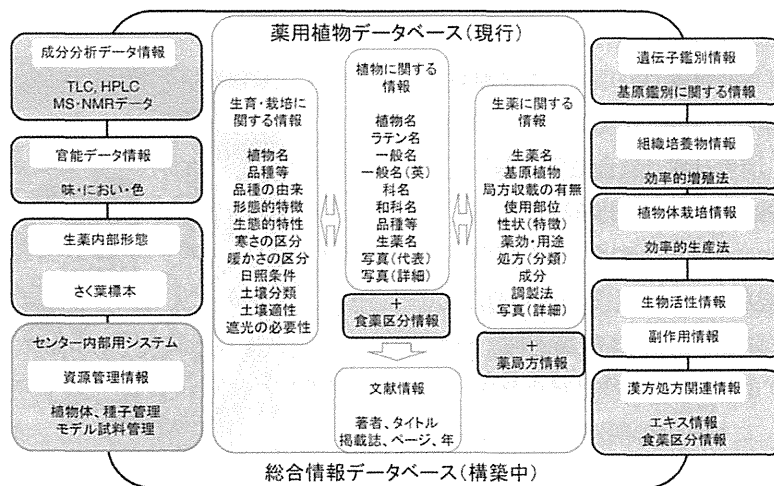 薬用植物データベース(現行)
成分分析データ情報
TLC, HPLC
MS・NMRデータ
官能データ情報
味・におい・色
生薬内部形態
さく葉標本
センター内部用システム
資源管理情報
植物体、種子管理
モデル試料管理
生育・栽培に
関する情報
植物名
品種等
品種の由来
形態的特徴
生態的特性
寒さの区分
暖かさの区分
日照条件
土壌分類
土壌適性
遮光の必要性
植物に関する
情報
植物名
ラテン名
一般名
一般名(英)
科名
和科名
品種等
生薬名
写真(代表)
写真(詳細)
+
食薬区分情報
文献情報
著者、タイトル
掲載誌、ページ、年
生薬に関する
情報
生薬名
基原植物
局方収載の有無
使用部位
性状(特徴)
薬効・用途
処方(分類)
成分
調製法
写真(詳細)
+
薬局方情報
遺伝子鑑別情報
基原鑑別に関する情報
組織培養物情報
効率的増殖法
植物体栽培情報
効率的生産法
生物活性情報
副作用情報
漢方処方関連情報
エキス情報
食薬区分情報
総合情報データベース(構築中)